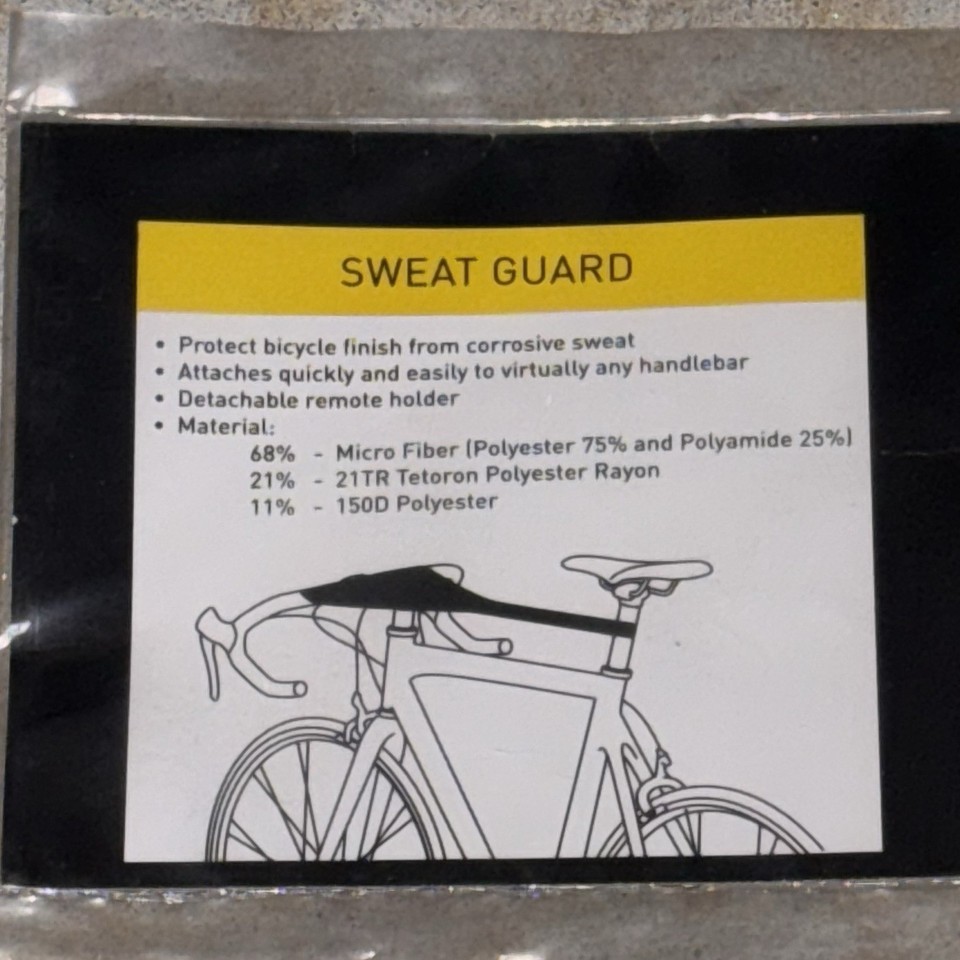 SWEAT GUARD
• Protect bicycle finish from corrosive sweat
• Attaches quickly and easily to virtually any handlebar
• Detachable remote holder
• Material:
68% - Micro Fiber (Polyester 75% and Polyamide 25%)
21% - 21TR Tetoron Polyester Rayon
11% - 150D Polyester